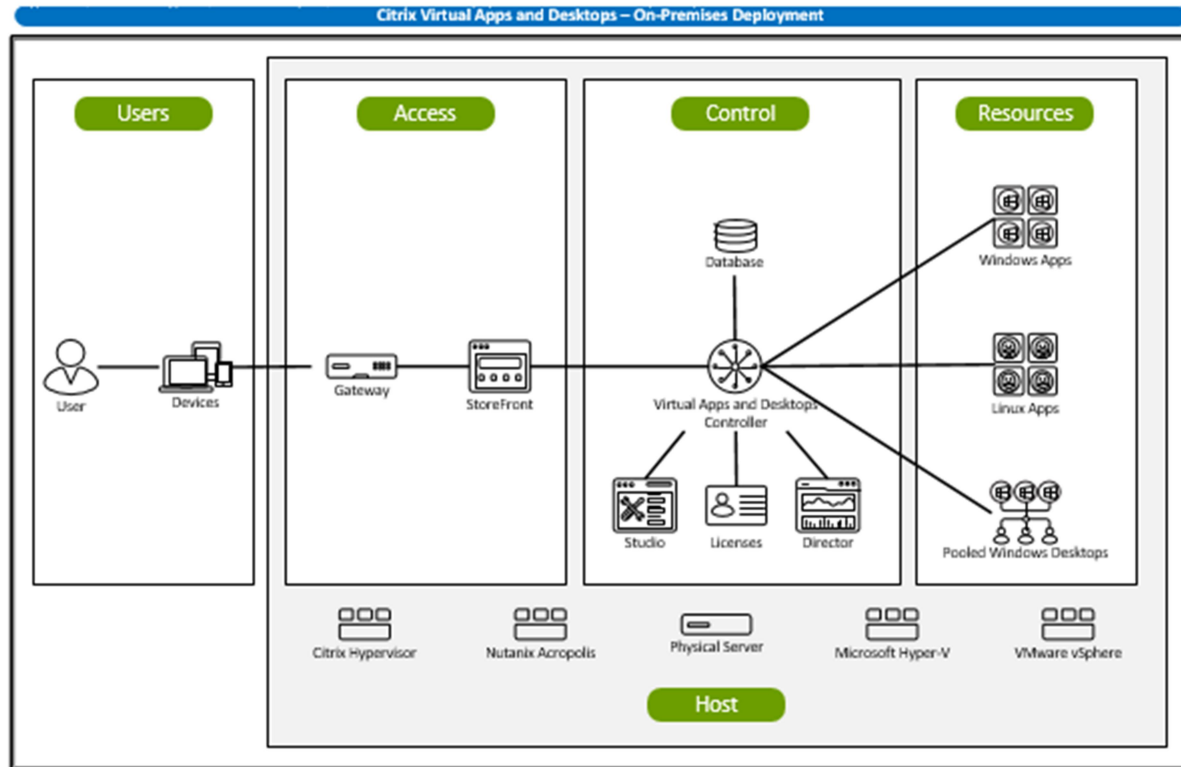 Citrix Virtual Apps and Desktops – On-Premises Deployment
Users
Access
Control
Resources
Database
Windows Apps
User
Devices
Gateway
StoreFront
Virtual Apps and Desktops
Controller
Linux Apps
Studio
Licenses
Director
Pooled Windows Desktops
Citrix Hypervisor
Nutanix Acropolis
Physical Server
Microsoft Hyper-V
VMware vSphere
Host